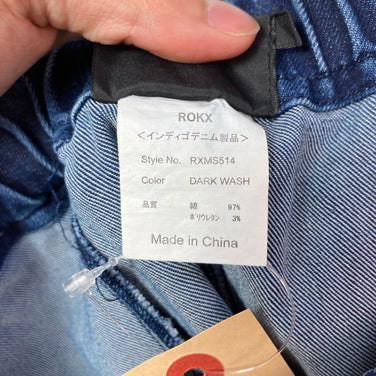 ROKX
＜インディゴデニム製品＞
Style No. RXMS514
Color DARK WASH
品質 綿 97%
ポリウレタン 3%
Made in China